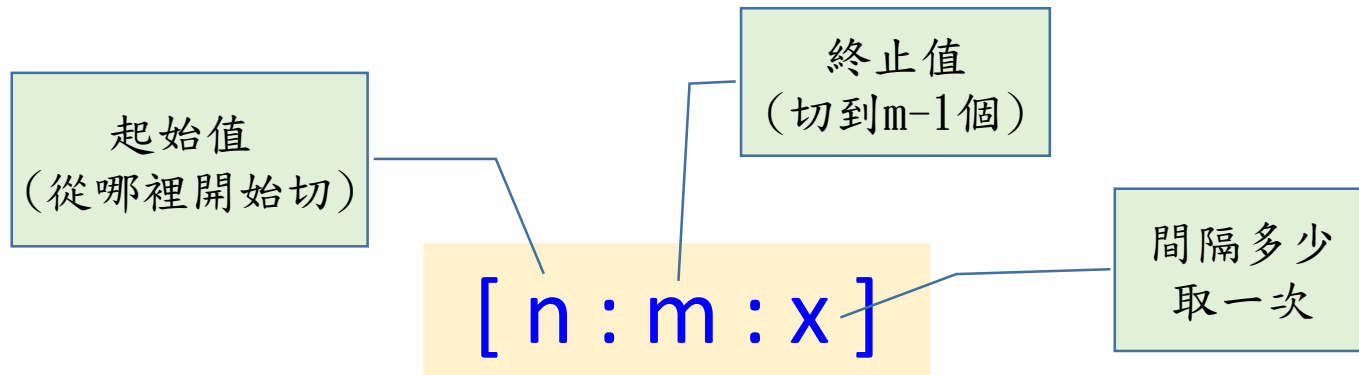 終止值
(切到m-1個)
起始值
(從哪裡開始切)
間隔多少
取一次
[n:m:x]